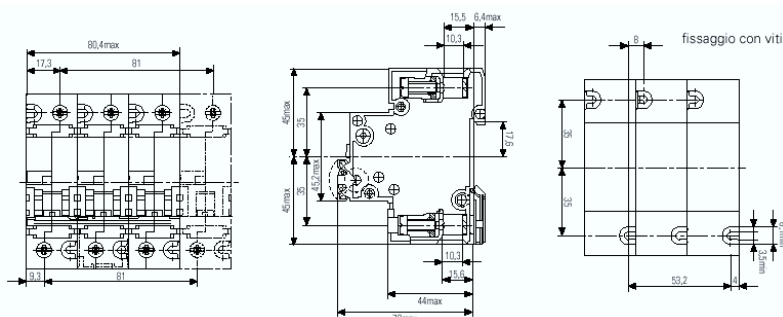 80,4max
17,3
81
9,3
81
15,5
6,4max
10,3
45max
35
45,2max
17,6
45max
35
10,3
15,6
44max
fissaggio con viti
8
35
35
3,5min
53,2
4